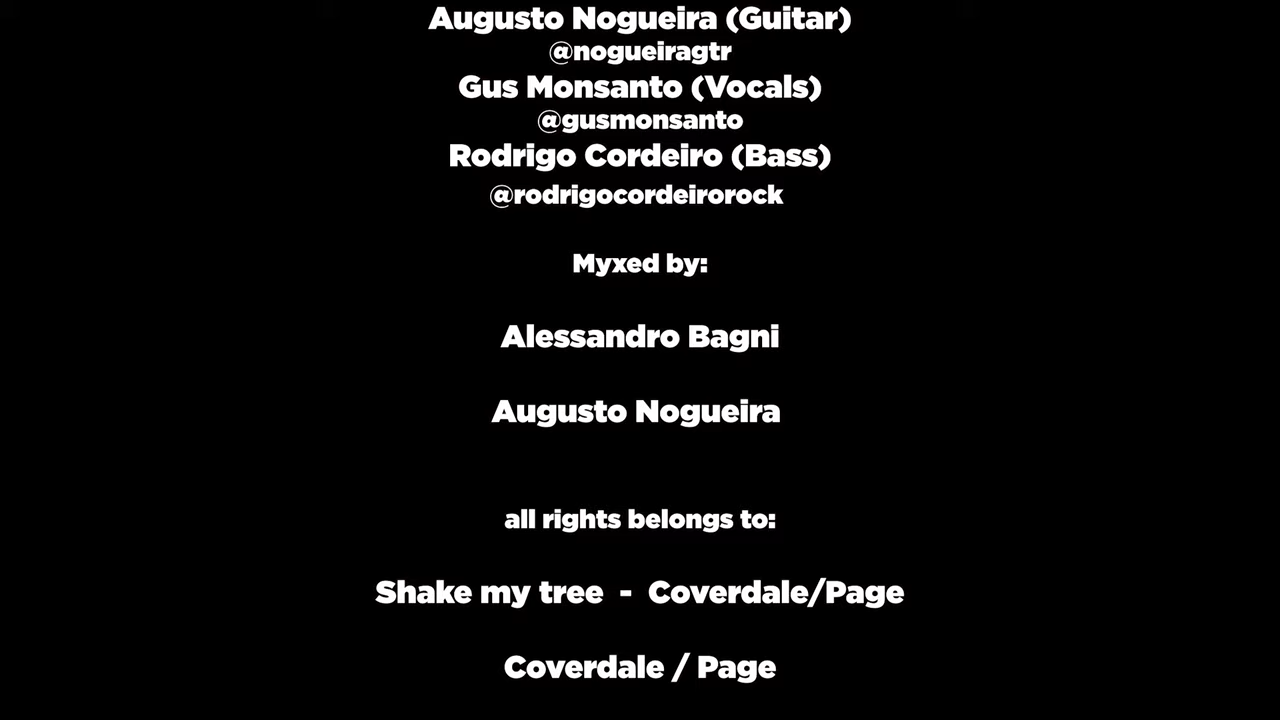 Augusto Nogueira (Guitar)
@nogueiragtr
Gus Monsanto (Vocals)
@gusmonsanto
Rodrigo Cordeiro (Bass)
@rodrigocordeirorock
Myxed by:
Alessandro Bagni
Augusto Nogueira
all rights belongs to:
Shake my tree - Coverdale/Page
Coverdale / Page